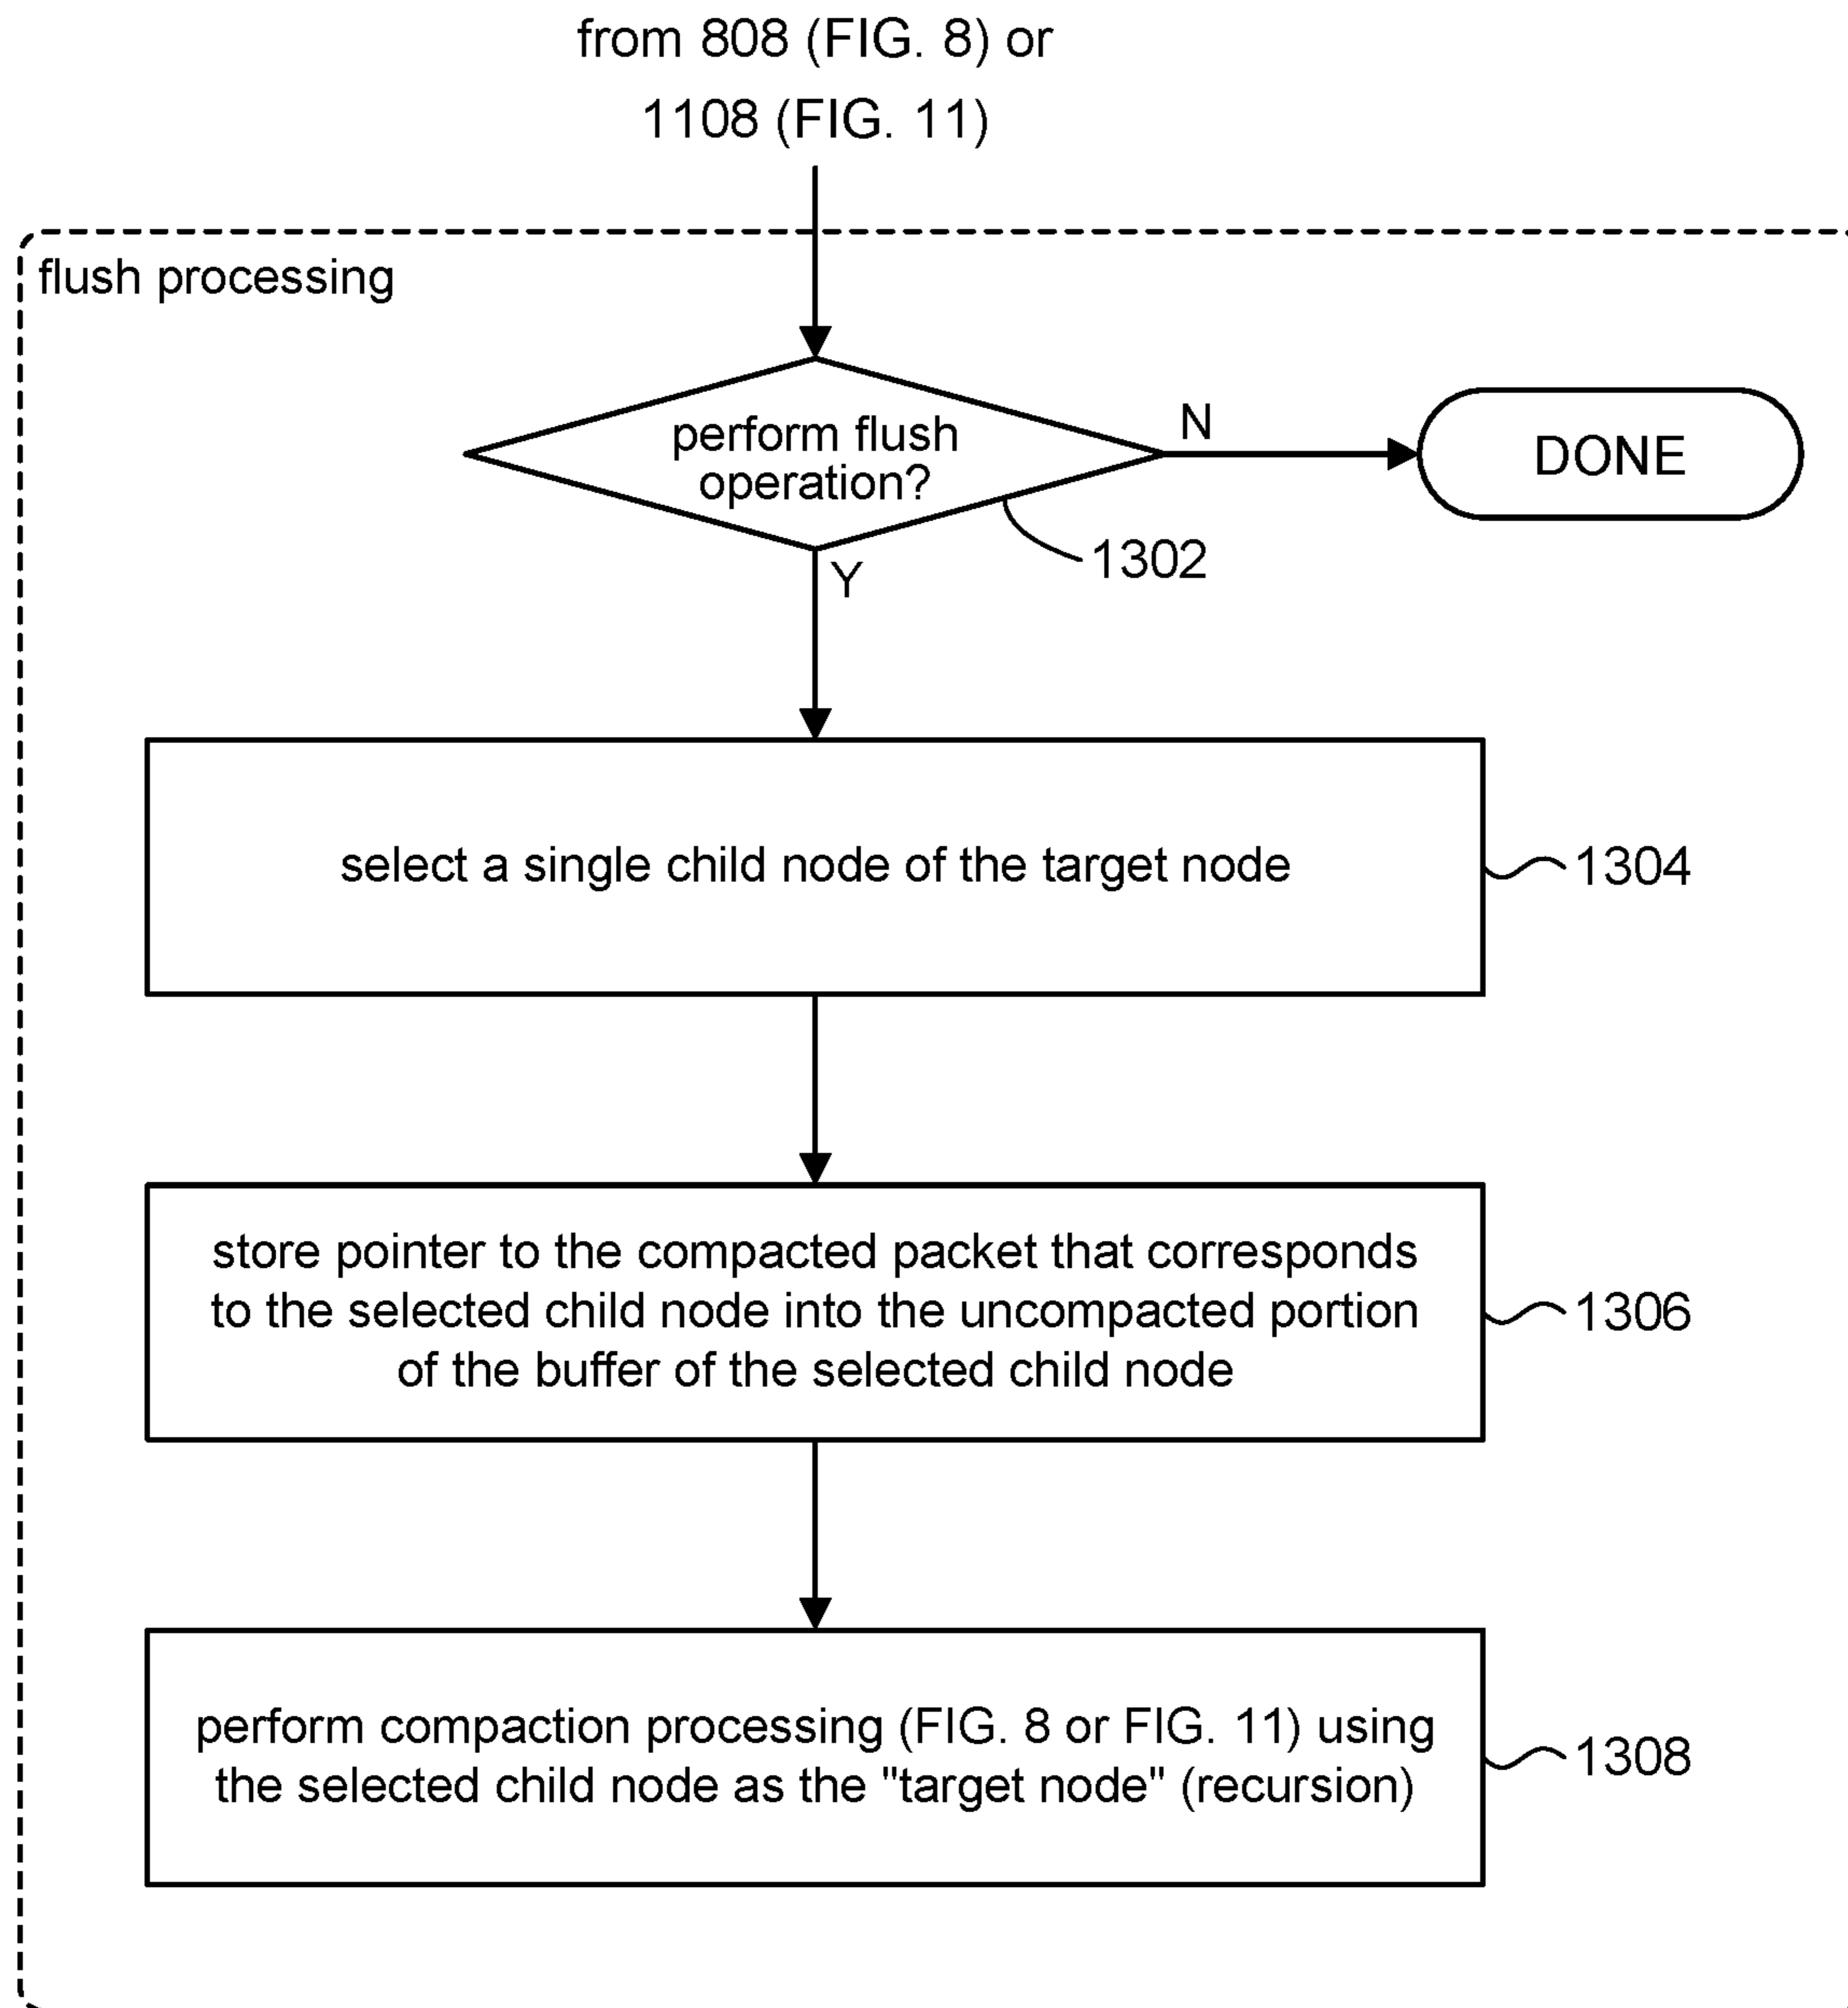 from 808 (FIG. 8) or
1108 (FIG. 11)
flush processing
perform flush
operation?
N
DONE
1302
Y
select a single child node of the target node
1304
store pointer to the compacted packet that corresponds
to the selected child node into the uncompacted portion
of the buffer of the selected child node
1306
perform compaction processing (FIG. 8 or FIG. 11) using
the selected child node as the "target node" (recursion)
1308